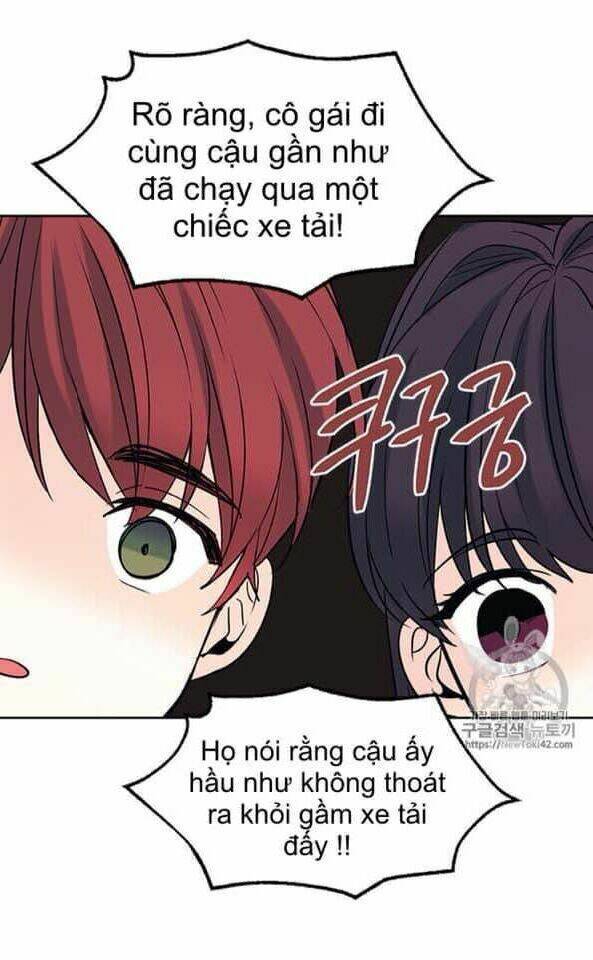 Rõ ràng, cô gái đi
cùng cậu gần như
đã chạy qua một
chiếc xe tải!
쿠구궁
구글검색 뉴토끼
https://NewToki42.com
Họ nói rằng cậu ấy
hầu như không thoát
ra khỏi gầm xe tải
đấy !!